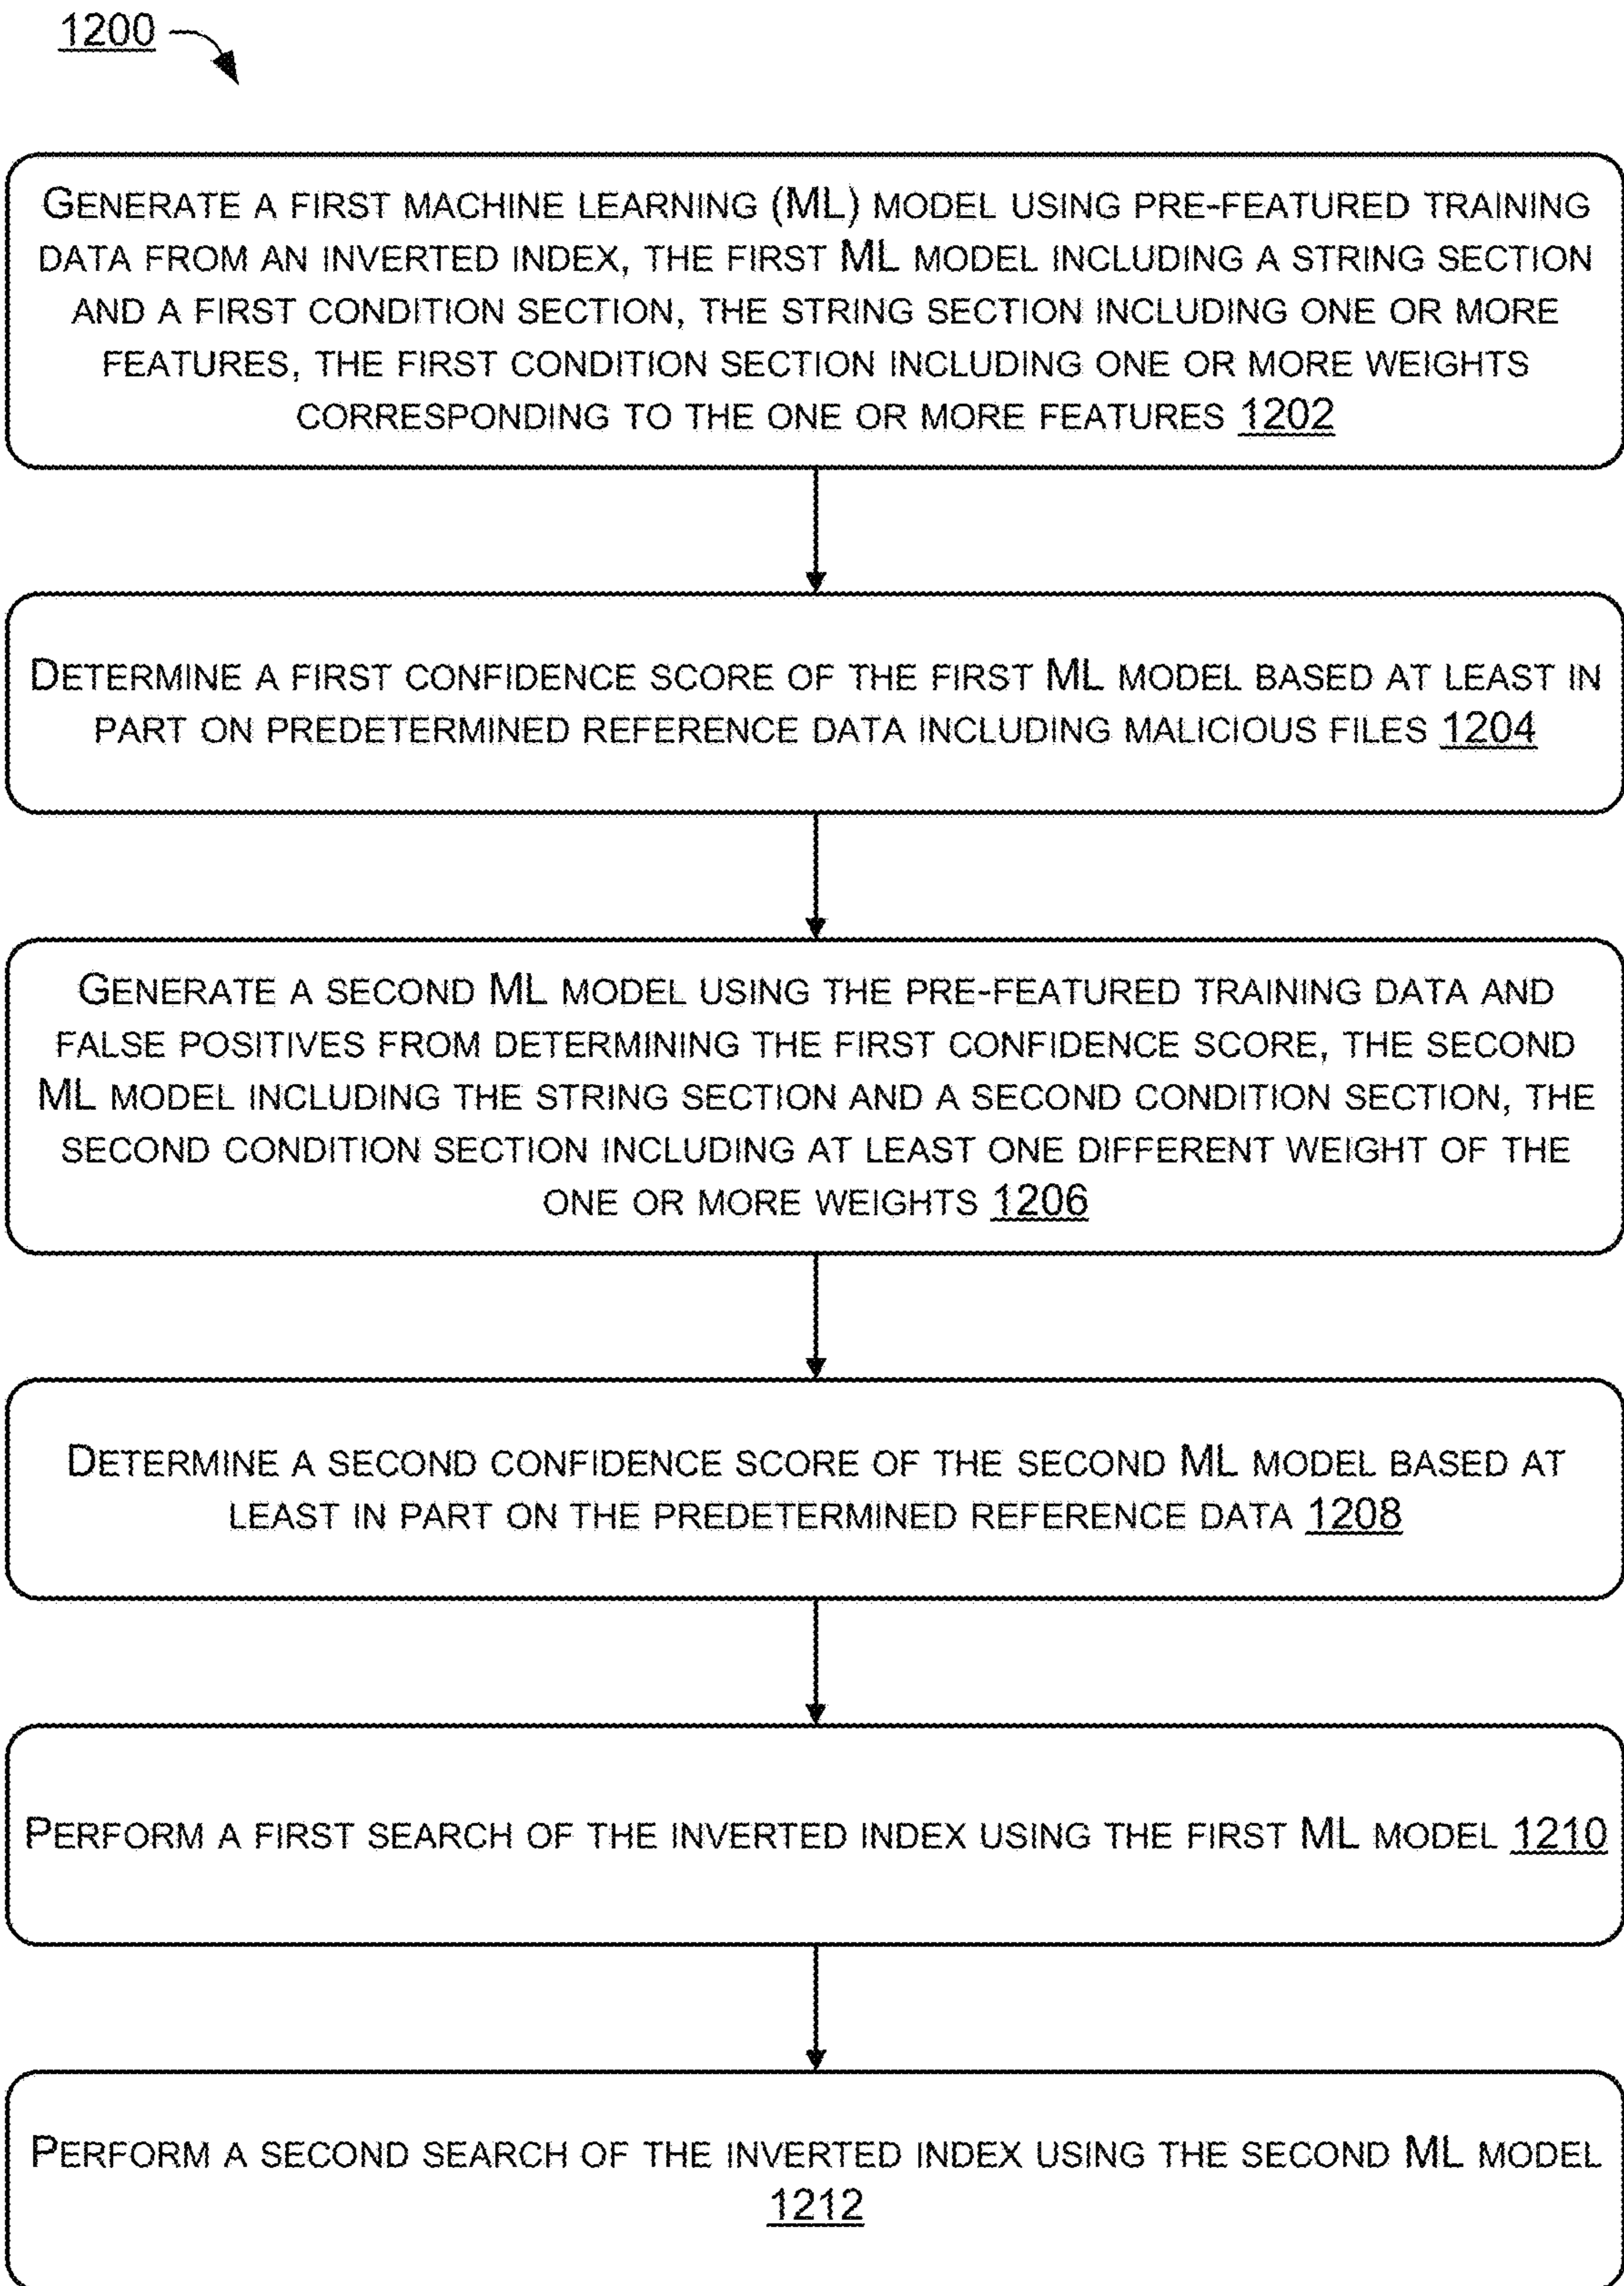 1200
GENERATE A FIRST MACHINE LEARNING (ML) MODEL USING PRE-FEATURED TRAINING
DATA FROM AN INVERTED INDEX, THE FIRST ML MODEL INCLUDING A STRING SECTION
AND A FIRST CONDITION SECTION, THE STRING SECTION INCLUDING ONE OR MORE
FEATURES, THE FIRST CONDITION SECTION INCLUDING ONE OR MORE WEIGHTS
CORRESPONDING TO THE ONE OR MORE FEATURES 1202
DETERMINE A FIRST CONFIDENCE SCORE OF THE FIRST ML MODEL BASED AT LEAST IN
PART ON PREDETERMINED REFERENCE DATA INCLUDING MALICIOUS FILES 1204
GENERATE A SECOND ML MODEL USING THE PRE-FEATURED TRAINING DATA AND
FALSE POSITIVES FROM DETERMINING THE FIRST CONFIDENCE SCORE, THE SECOND
ML MODEL INCLUDING THE STRING SECTION AND A SECOND CONDITION SECTION, THE
SECOND CONDITION SECTION INCLUDING AT LEAST ONE DIFFERENT WEIGHT OF THE
ONE OR MORE WEIGHTS 1206
DETERMINE A SECOND CONFIDENCE SCORE OF THE SECOND ML MODEL BASED AT
LEAST IN PART ON THE PREDETERMINED REFERENCE DATA 1208
PERFORM A FIRST SEARCH OF THE INVERTED INDEX USING THE FIRST ML MODEL 1210
PERFORM A SECOND SEARCH OF THE INVERTED INDEX USING THE SECOND ML MODEL
1212